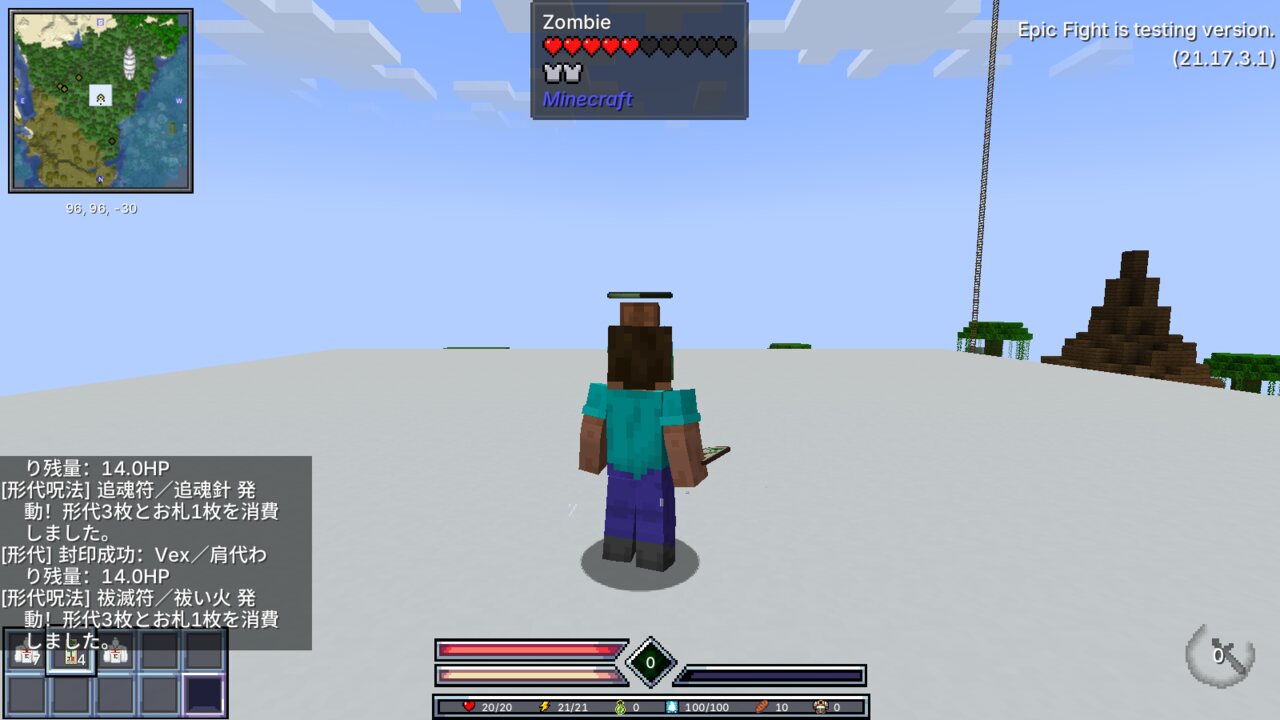 Zombie
Minecraft
Epic Fight is testing version.
(21.17.3.1)
S
E
W
N
96, 96, -30
り残量: 14.0HP
[形代呪法] 追魂符／追魂針 発
動! 形代3枚とお札1枚を消費
しました。
[形代] 封印成功: Vex／肩代わ
り残量: 14.0HP
[形代呪法] 祓滅符／祓い火 発
動! 形代3枚とお札1枚を消費
しました。
7
4
0
20/20
21/21
0
100/100
10
0
0